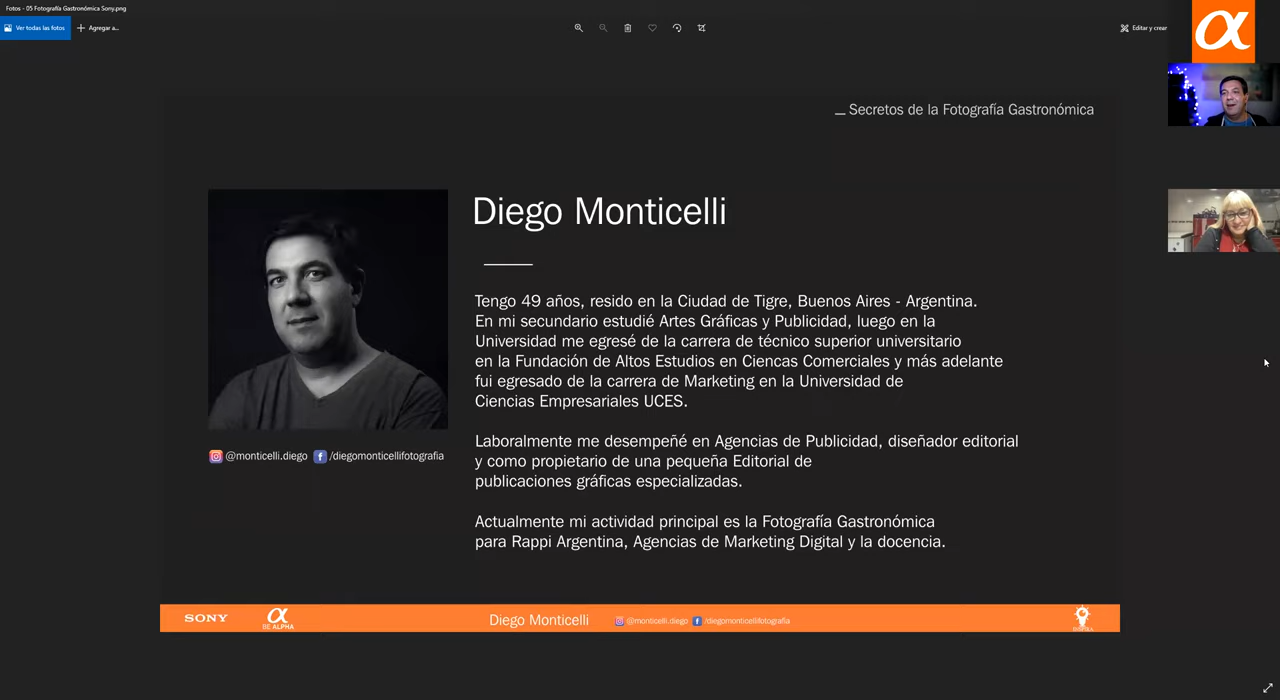 Fotos - 05 Fotografía Gastronómica Sony.png
Ver todas las fotos
Agregar a...
Editar y crear
α
_ Secretos de la Fotografía Gastronómica
Diego Monticelli
Tengo 49 años, resido en la Ciudad de Tigre, Buenos Aires - Argentina.
En mi secundario estudié Artes Gráficas y Publicidad, luego en la
Universidad me egresé de la carrera de técnico superior universitario
en la Fundación de Altos Estudios en Ciencas Comerciales y más adelante
fui egresado de la carrera de Marketing en la Universidad de
Ciencias Empresariales UCES.
@monticelli.diego /diegomonticellifotografia
Laboralmente me desempeñé en Agencias de Publicidad, diseñador editorial
y como propietario de una pequeña Editorial de
publicaciones gráficas especializadas.
Actualmente mi actividad principal es la Fotografía Gastronómica
para Rappi Argentina, Agencias de Marketing Digital y la docencia.
SONY
α
BE ALPHA
Diego Monticelli
@monticelli.diego /diegomonticellifotografia